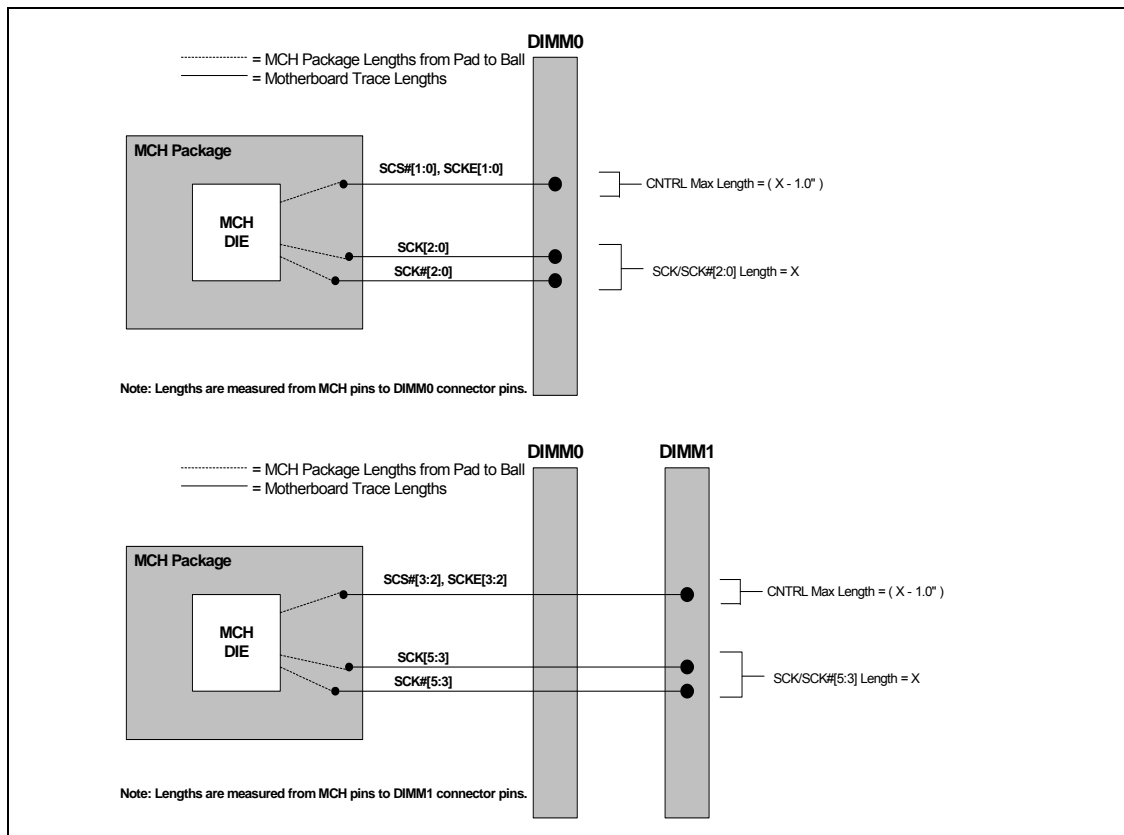 DIMM0
= MCH Package Lengths from Pad to Ball
= Motherboard Trace Lengths
MCH Package
SCS#[1:0], SCKE[1:0]
CNTRL Max Length = ( X - 1.0" )
MCH
DIE
SCK[2:0]
SCK#[2:0]
SCK/SCK#[2:0] Length = X
Note: Lengths are measured from MCH pins to DIMM0 connector pins.
DIMM0
DIMM1
= MCH Package Lengths from Pad to Ball
= Motherboard Trace Lengths
MCH Package
SCS#[3:2], SCKE[3:2]
CNTRL Max Length = ( X - 1.0" )
MCH
DIE
SCK[5:3]
SCK#[5:3]
SCK/SCK#[5:3] Length = X
Note: Lengths are measured from MCH pins to DIMM1 connector pins.